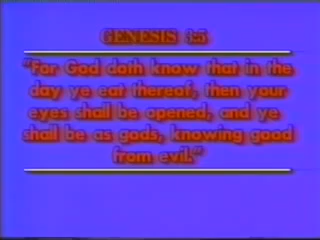 GENESIS 1:5
"For God doth know that in the
day ye eat thereof, then your
eyes shall be opened, and ye
shall be as gods, knowing good
from evil."